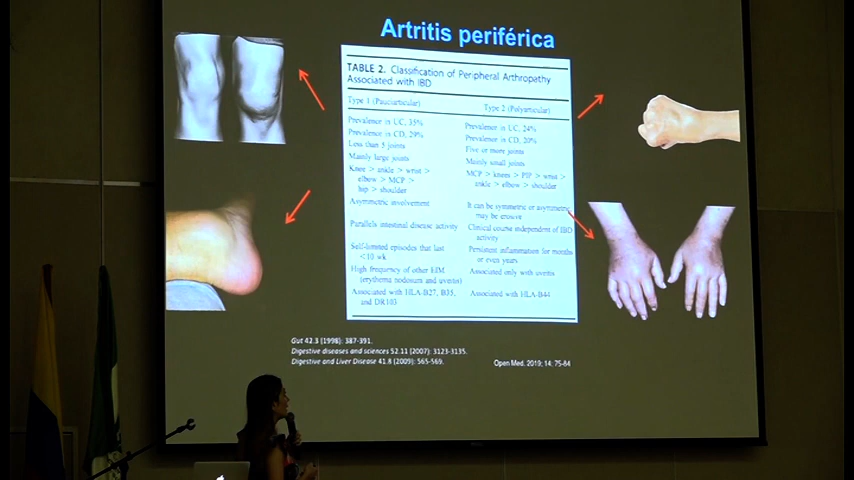 Artritis periférica
TABLE 2. Classification of Peripheral Arthropathy
Associated with IBD
Type 1 (Pauciarticular)
Prevalence in UC, 35%
Prevalence in CD, 29%
Less than 5 joints
Mainly large joints
Knee > ankle > wrist >
elbow > MCP >
hip > shoulder
Asymmetric involvement
Parallels intestinal disease activity
Self-limited episodes that last
<10 wk
High frequency of other EIM
(erythema nodosum and uveitis)
Associated with HLA-B27, B35,
and DR103
Type 2 (Polyarticular)
Prevalence in UC, 24%
Prevalence in CD, 20%
Five or more joints
Mainly small joints
MCP > knees > PIP > wrist >
ankle > elbow > shoulder
It can be symmetric or asymmetric
may be erosive
Clinical course independent of IBD
activity
Persistent inflammation for months
or even years
Associated only with uveitis
Associated with HLA-B44
Gut 42.3 (1998): 387-391.
Digestive diseases and sciences 52.11 (2007): 3123-3135.
Digestive and Liver Disease 41.8 (2009): 565-569.
Open Med. 2019; 14: 75-84